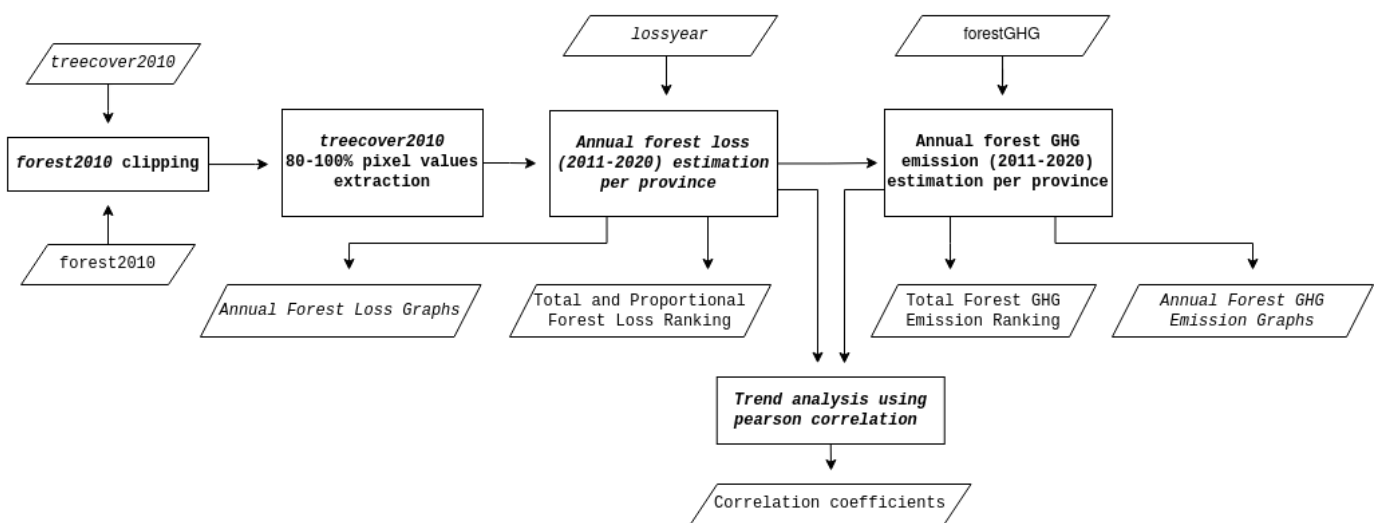 treecover2010
lossyear
forestGHG
forest2010 clipping
treecover2010
80-100% pixel values
extraction
Annual forest loss
(2011-2020) estimation
per province
Annual forest GHG
emission (2011-2020)
estimation per province
forest2010
Annual Forest Loss Graphs
Total and Proportional
Forest Loss Ranking
Total Forest GHG
Emission Ranking
Annual Forest GHG
Emission Graphs
Trend analysis using
pearson correlation
Correlation coefficients